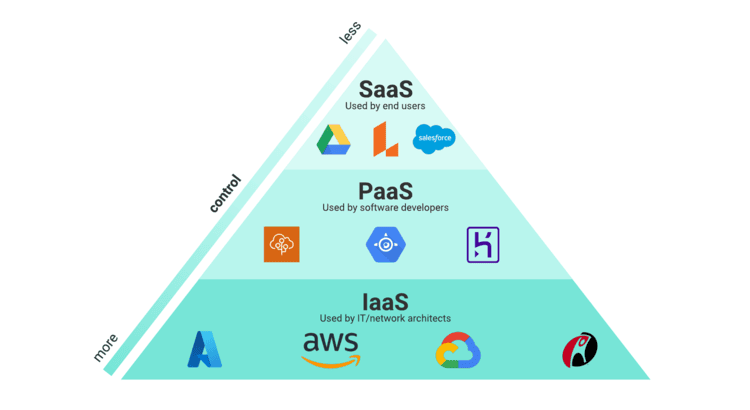 less
SaaS
Used by end users
salesforce
control
PaaS
Used by software developers
more
IaaS
Used by IT/network architects
aws